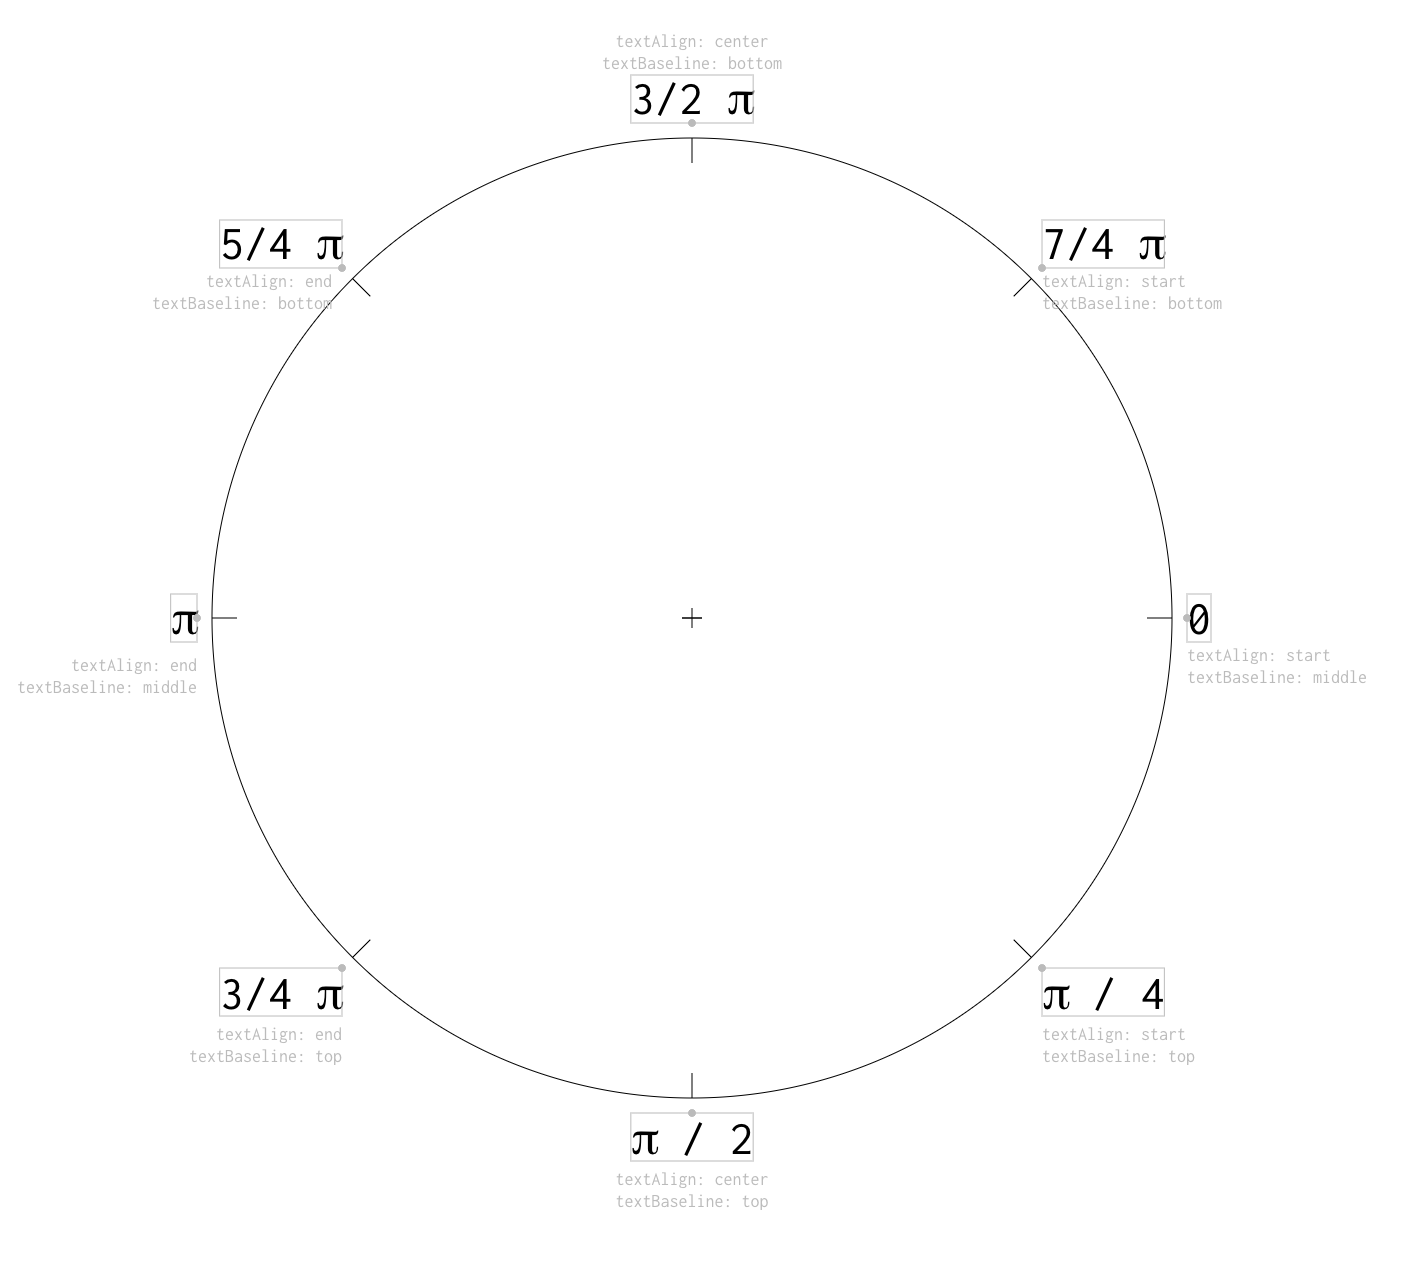 textAlign: center
textBaseline: bottom
3/2 π
5/4 π
textAlign: end
textBaseline: bottom
7/4 π
textAlign: start
textBaseline: bottom
π
textAlign: end
textBaseline: middle
0
textAlign: start
textBaseline: middle
3/4 π
textAlign: end
textBaseline: top
π / 4
textAlign: start
textBaseline: top
π / 2
textAlign: center
textBaseline: top